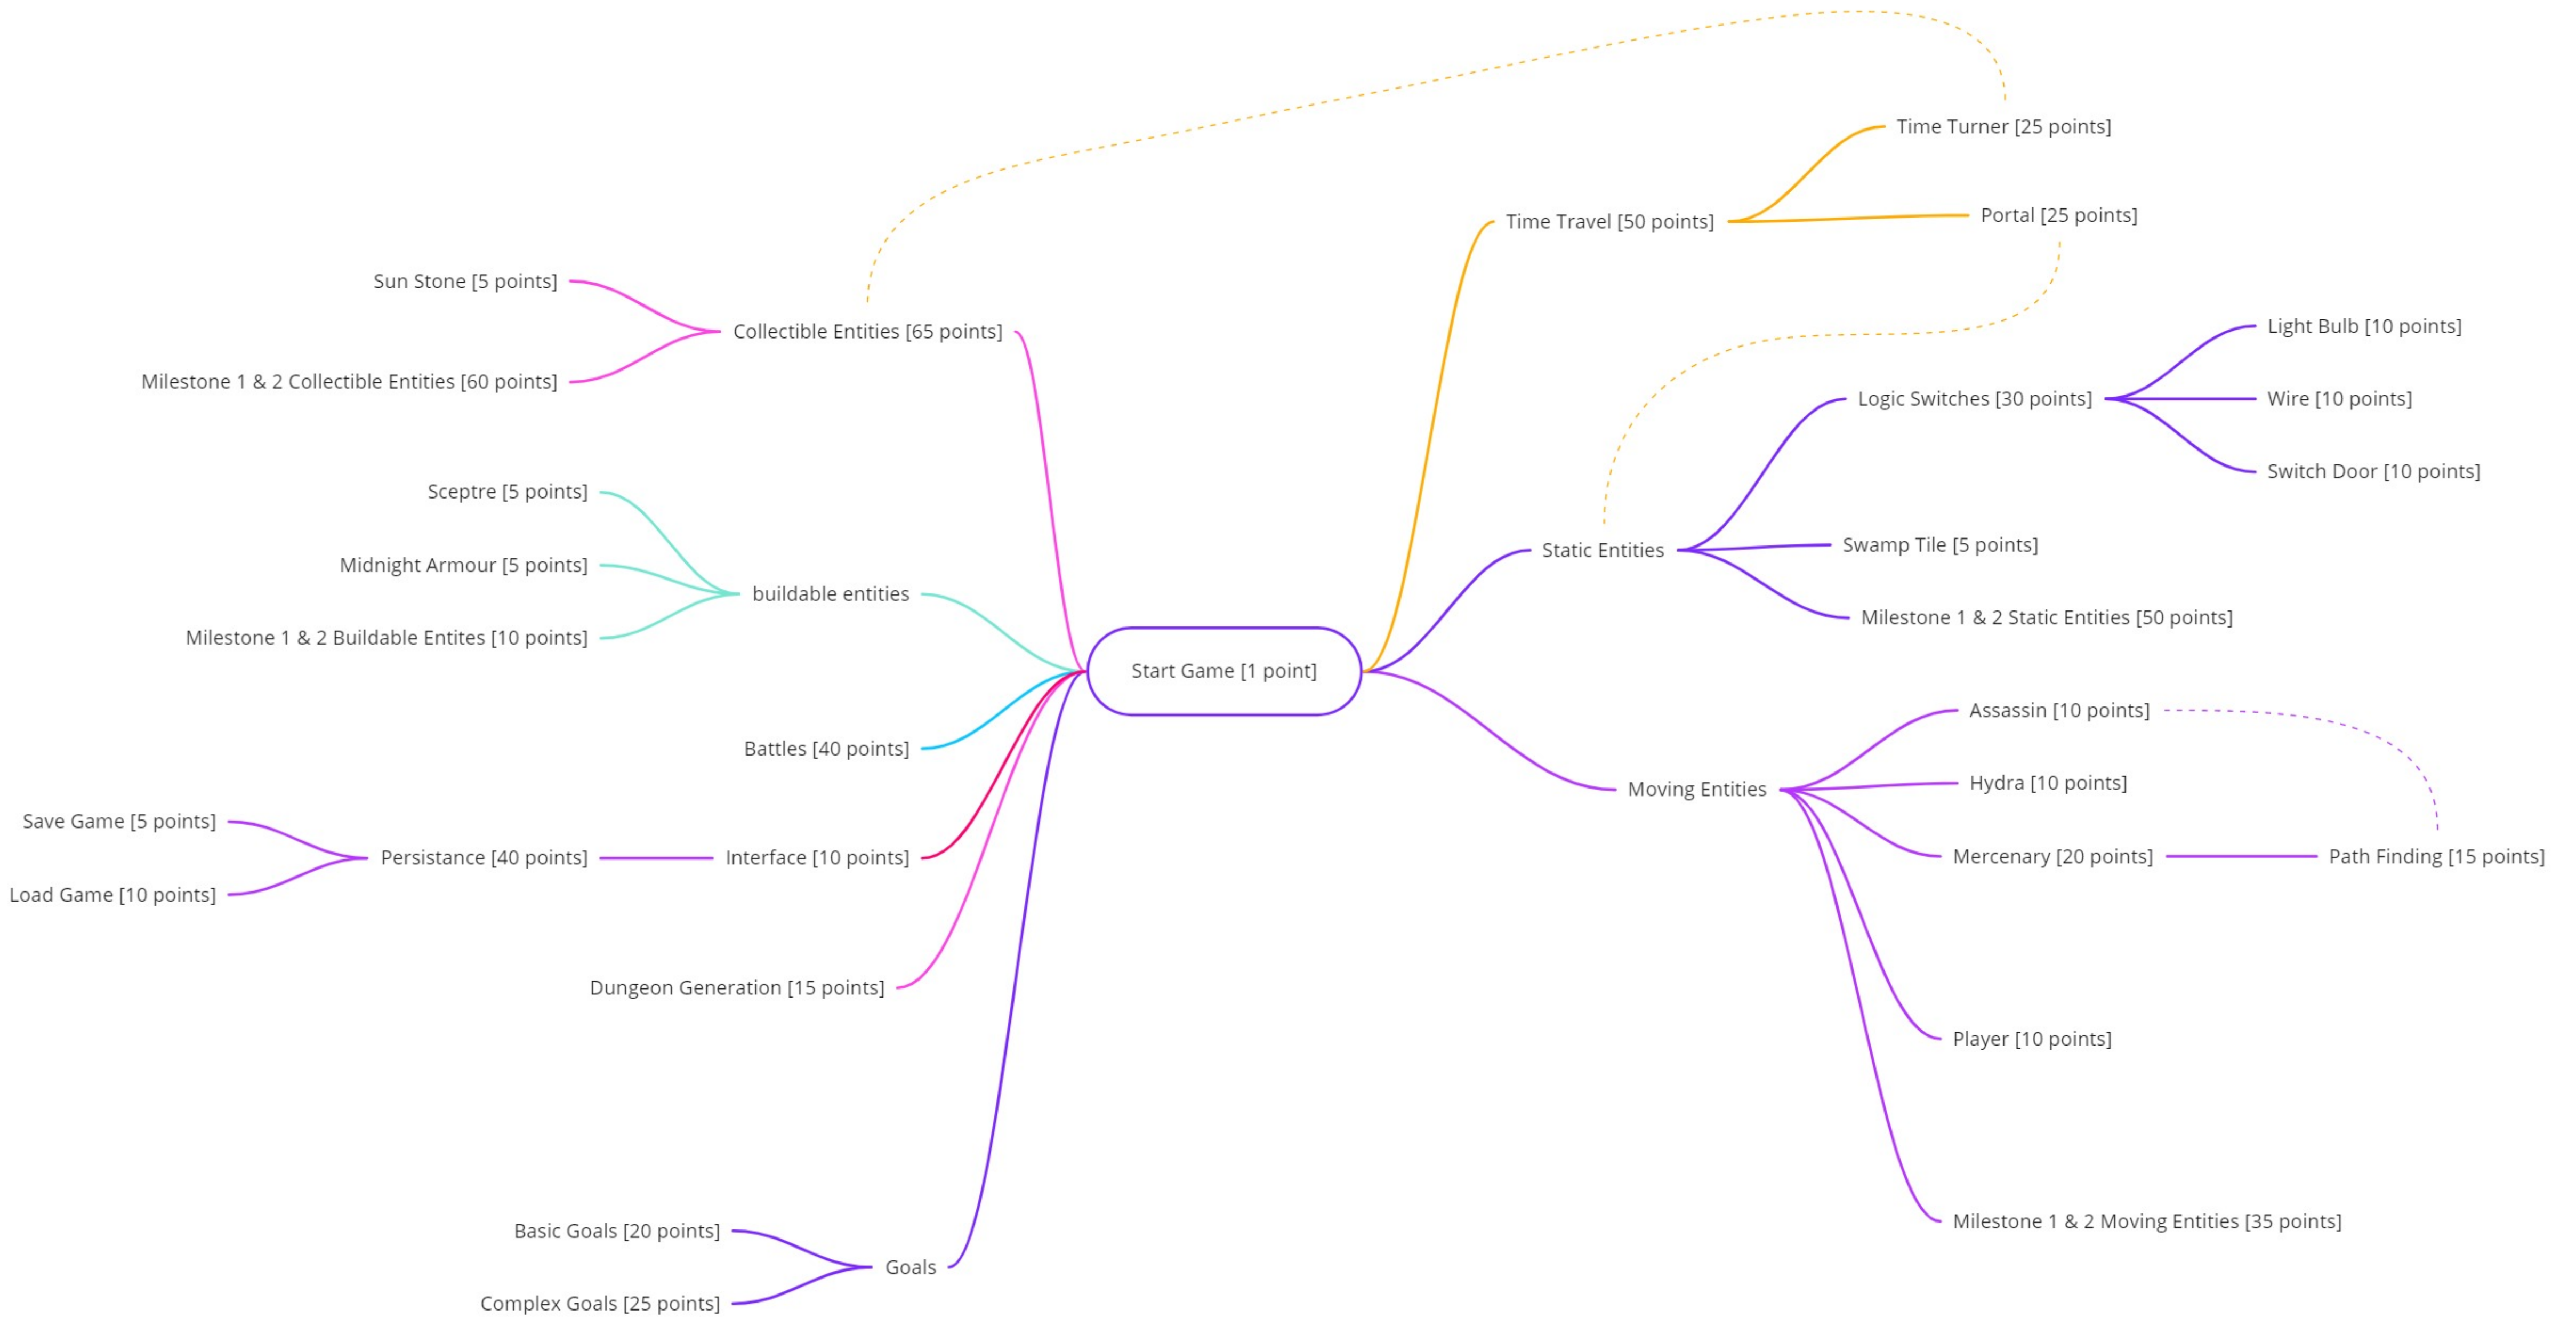 Time Turner [25 points]
Time Travel [50 points]
Portal [25 points]
Sun Stone [5 points]
Collectible Entities [65 points]
Milestone 1 & 2 Collectible Entities [60 points]
Light Bulb [10 points]
Logic Switches [30 points]
Wire [10 points]
Switch Door [10 points]
Sceptre [5 points]
Midnight Armour [5 points]
buildable entities
Milestone 1 & 2 Buildable Entites [10 points]
Static Entities
Swamp Tile [5 points]
Milestone 1 & 2 Static Entities [50 points]
Start Game [1 point]
Battles [40 points]
Save Game [5 points]
Persistance [40 points]
Interface [10 points]
Load Game [10 points]
Assassin [10 points]
Moving Entities
Hydra [10 points]
Mercenary [20 points]
Path Finding [15 points]
Dungeon Generation [15 points]
Player [10 points]
Milestone 1 & 2 Moving Entities [35 points]
Basic Goals [20 points]
Goals
Complex Goals [25 points]